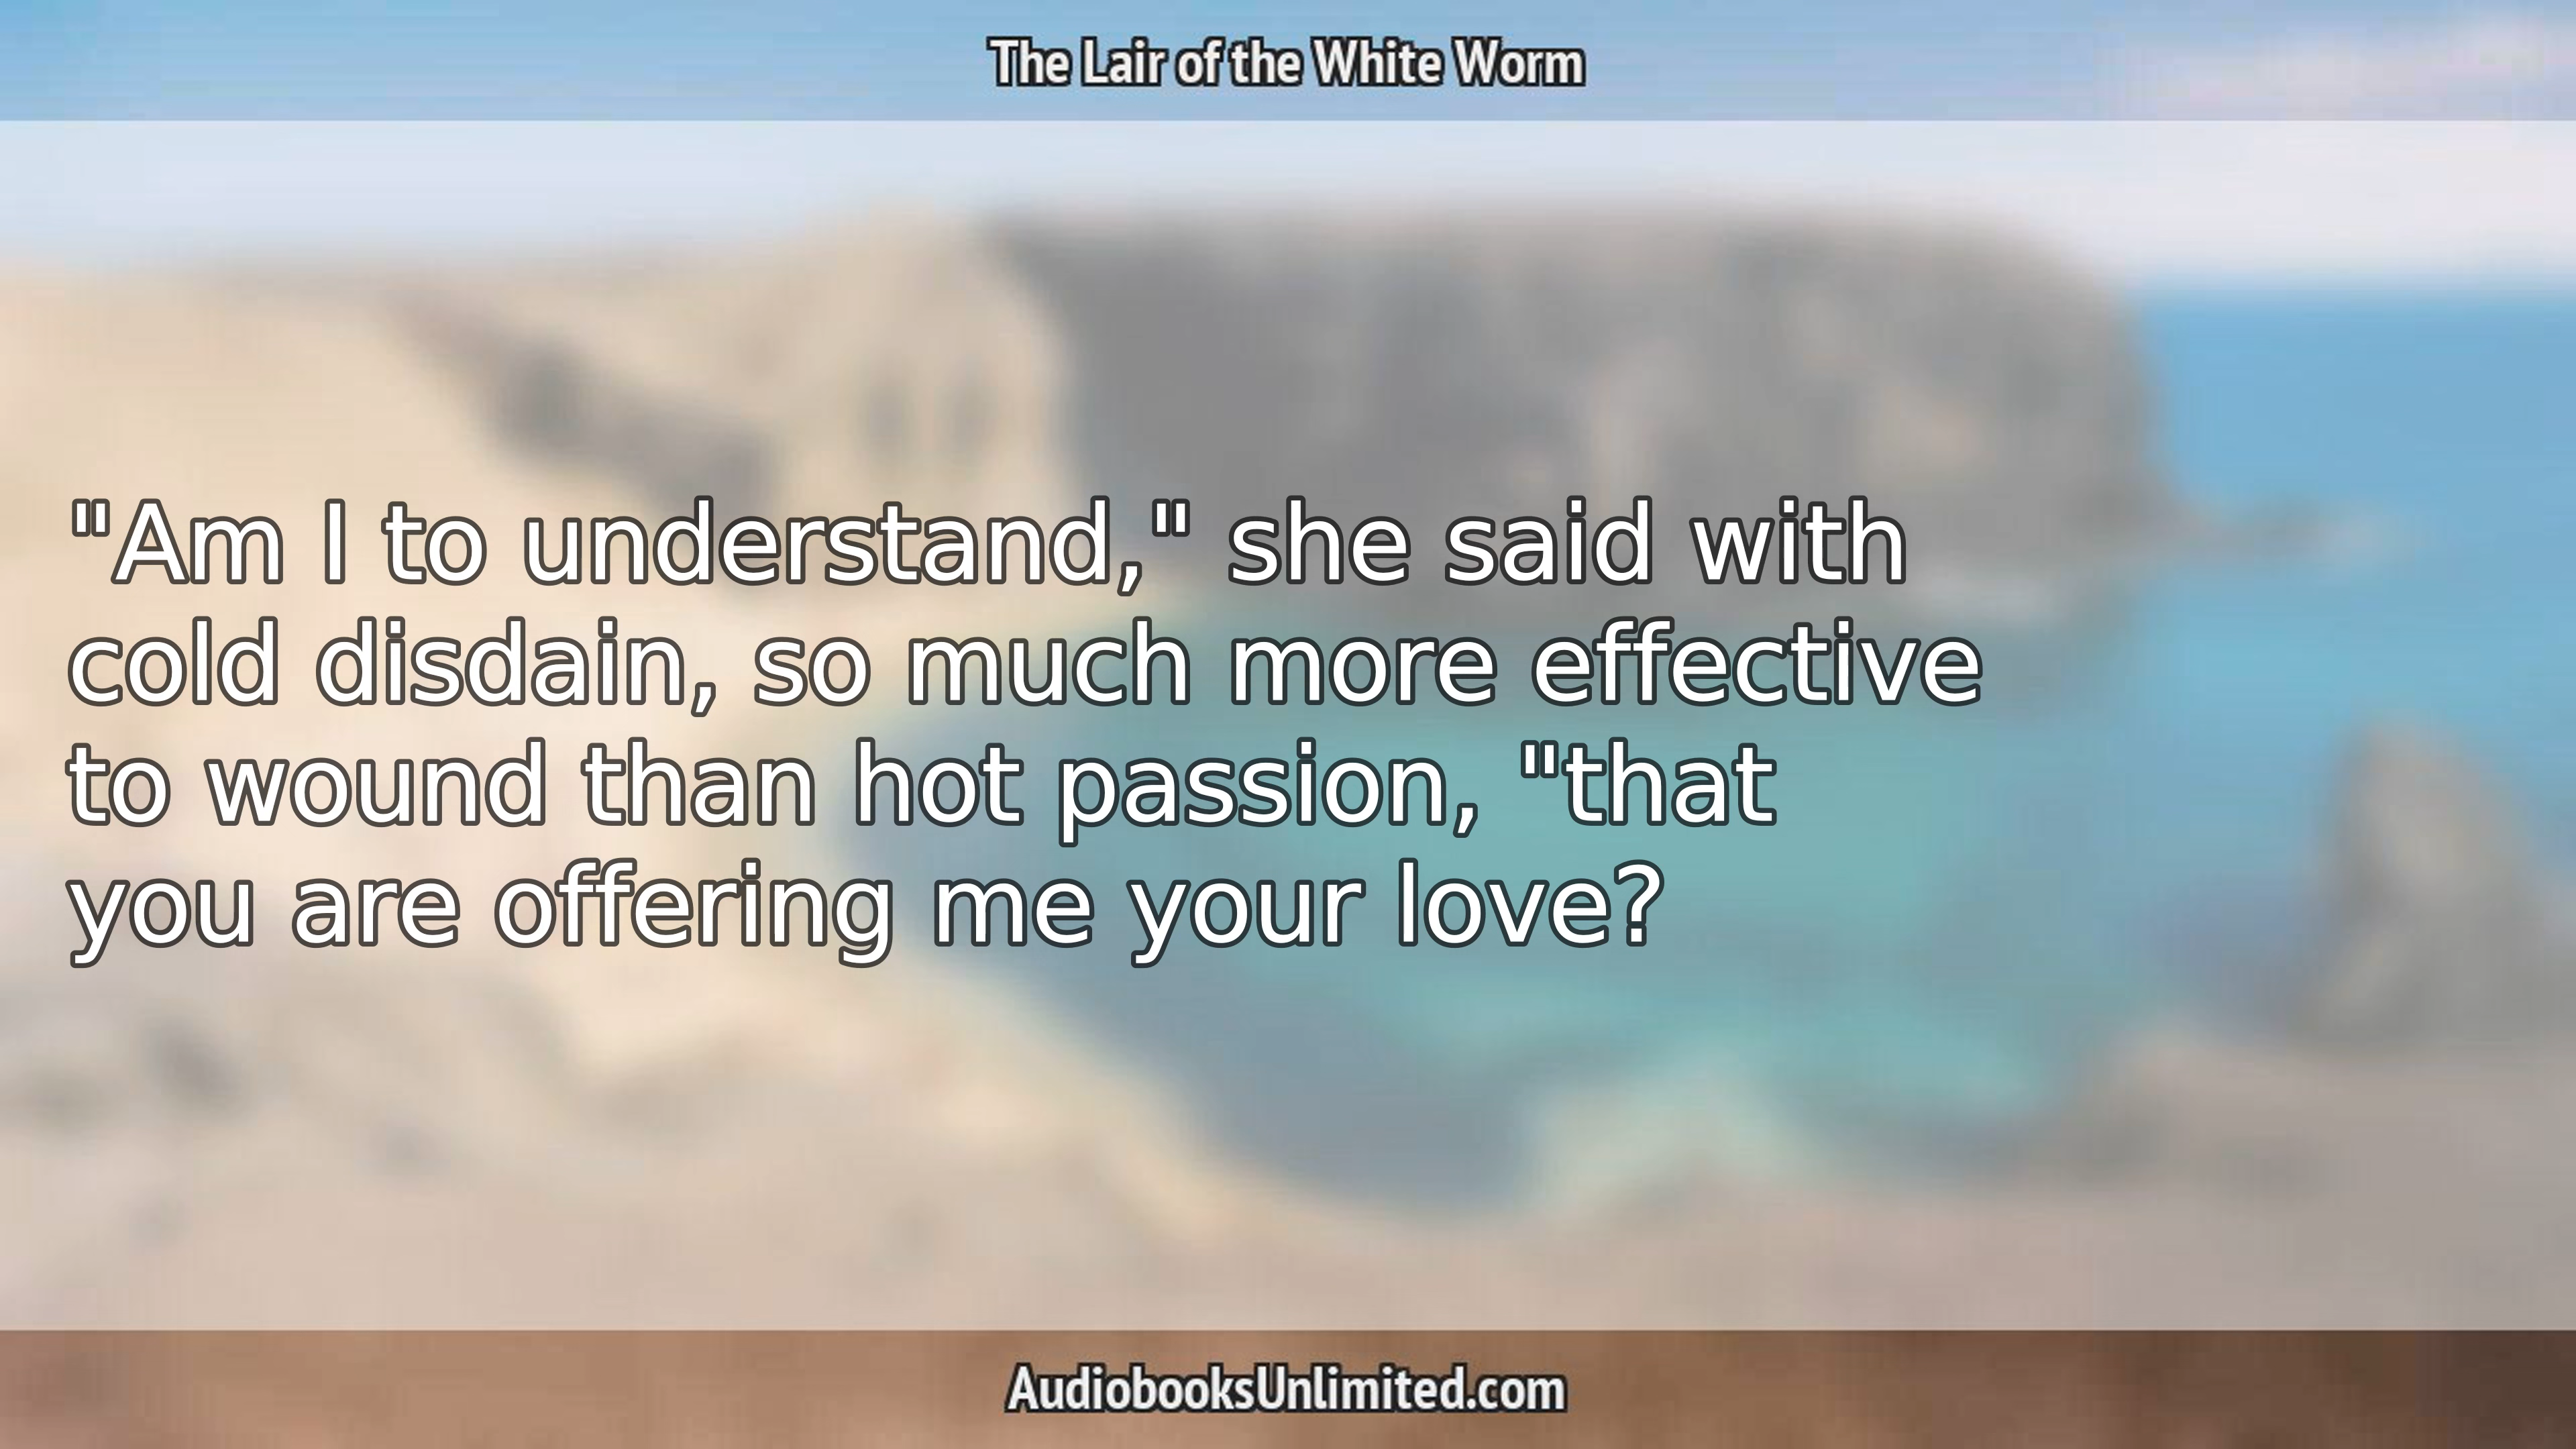 The Lair of the White Worm
"Am I to understand," she said with
cold disdain, so much more effective
to wound than hot passion, "that
you are offering me your love?
AudiobooksUnlimited.com